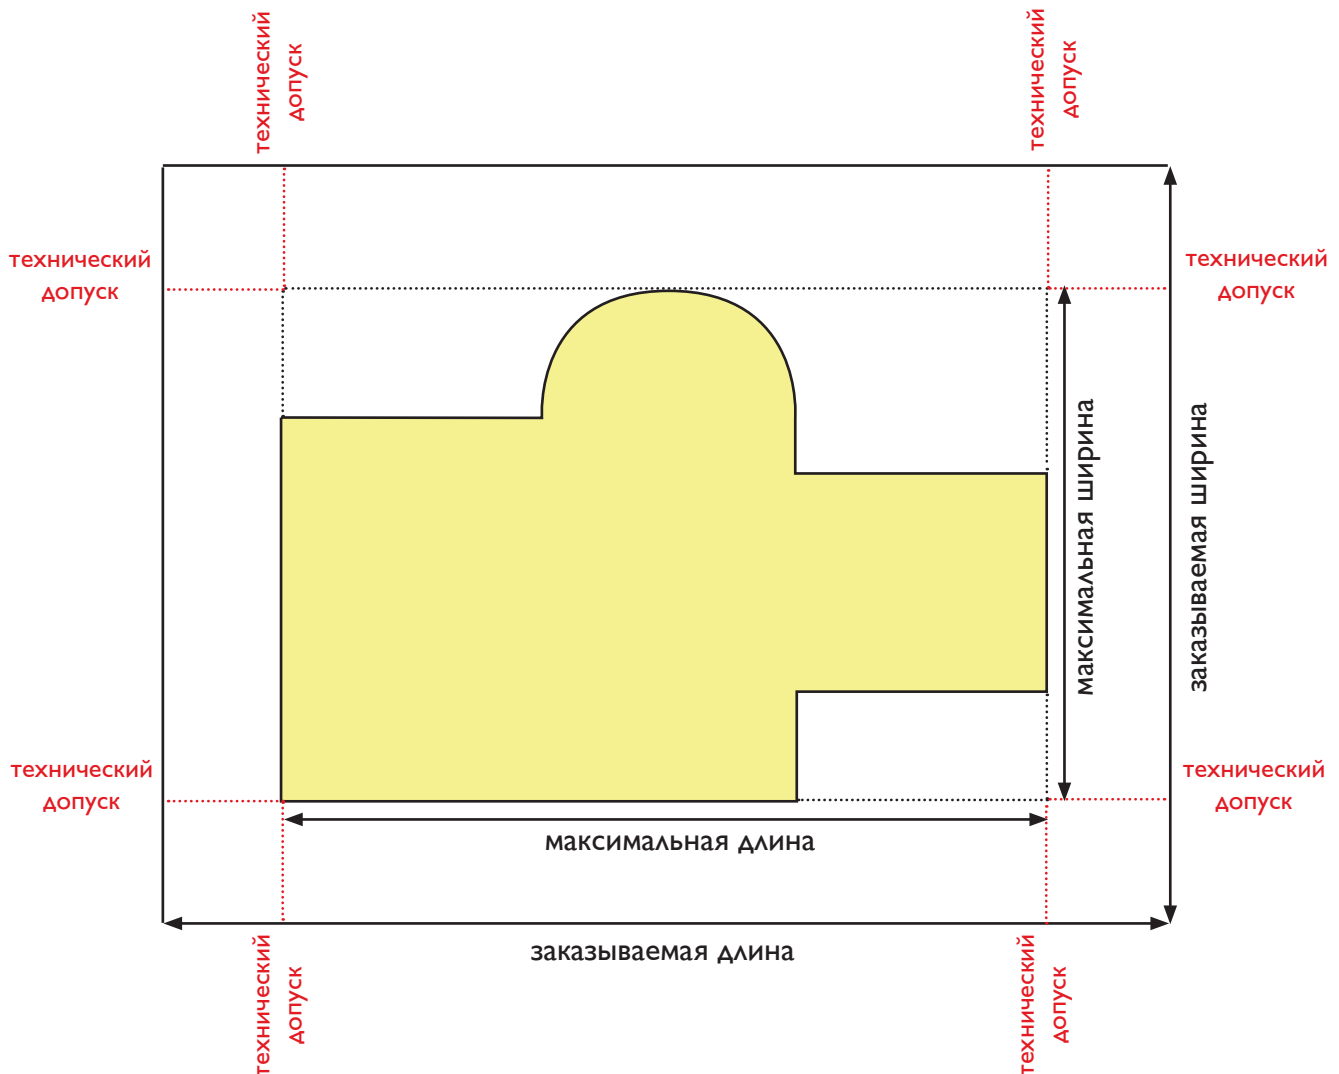 технический
допуск
технический
допуск
технический
допуск
технический
допуск
максимальная ширина
заказываемая ширина
технический
допуск
технический
допуск
максимальная длина
заказываемая длина
технический
допуск
технический
допуск